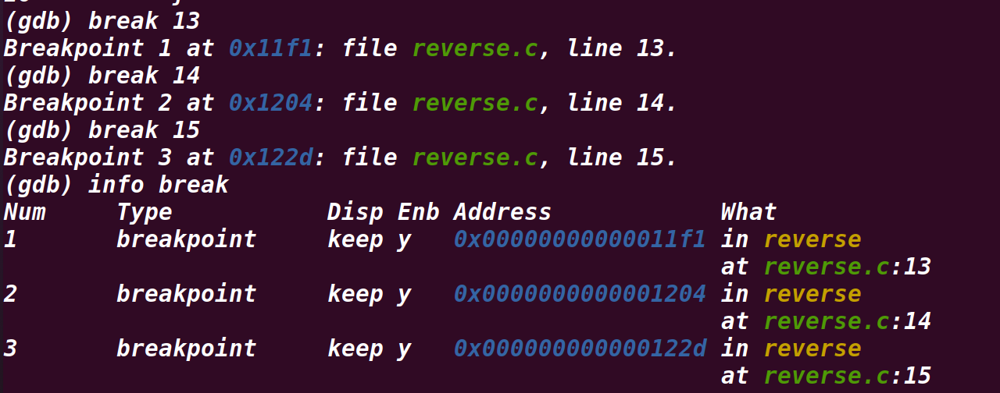 (gdb) break 13
Breakpoint 1 at 0x11f1: file reverse.c, line 13.
(gdb) break 14
Breakpoint 2 at 0x1204: file reverse.c, line 14.
(gdb) break 15
Breakpoint 3 at 0x122d: file reverse.c, line 15.
(gdb) info break
Num     Type           Disp Enb Address            What
1       breakpoint     keep y   0x00000000000011f1 in reverse
                                                   at reverse.c:13
2       breakpoint     keep y   0x0000000000001204 in reverse
                                                   at reverse.c:14
3       breakpoint     keep y   0x000000000000122d in reverse
                                                   at reverse.c:15